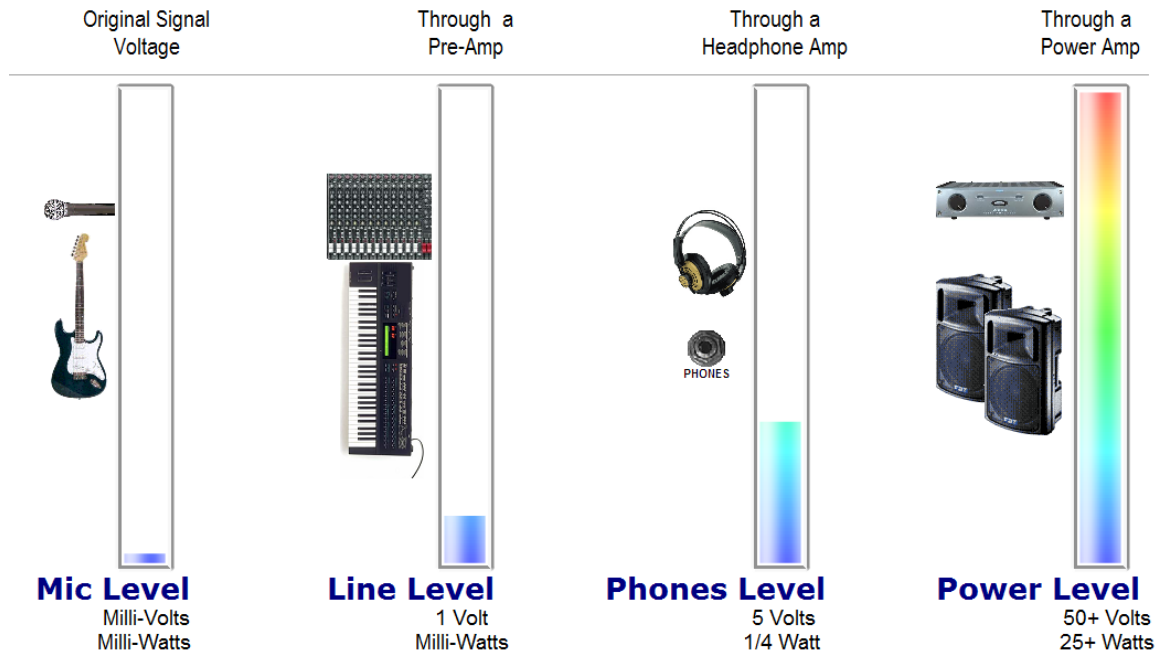 Original Signal
Voltage
Through a
Pre-Amp
Through a
Headphone Amp
Through a
Power Amp
PHONES
Mic Level
Milli-Volts
Milli-Watts
Line Level
1 Volt
Milli-Watts
Phones Level
5 Volts
1/4 Watt
Power Level
50+ Volts
25+ Watts